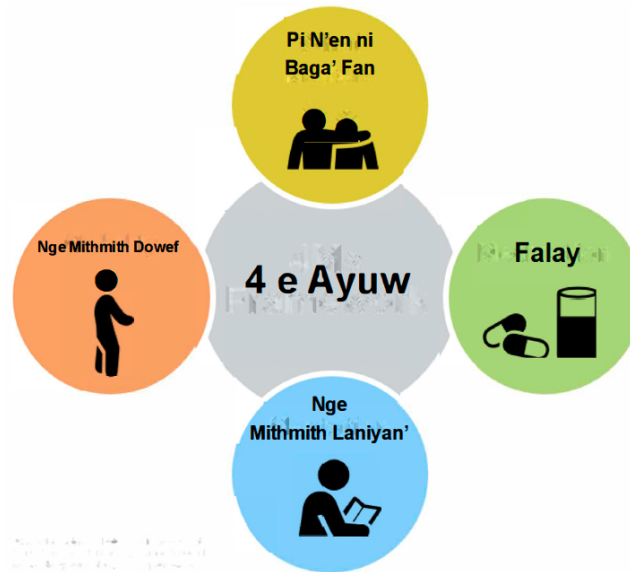 Pi N'en ni
Baga' Fan
Nge Mithmith Dowef
4 e Ayuw
Falay
Nge
Mithmith Laniyan'